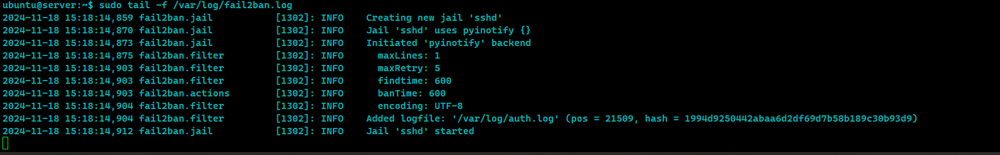 ubuntu@server:~$ sudo tail -f /var/log/fail2ban.log
2024-11-18 15:18:14,859 fail2ban.jail           [1302]: INFO    Creating new jail 'sshd'
2024-11-18 15:18:14,870 fail2ban.jail           [1302]: INFO    Jail 'sshd' uses pyinotify {}
2024-11-18 15:18:14,873 fail2ban.jail           [1302]: INFO    Initiated 'pyinotify' backend
2024-11-18 15:18:14,875 fail2ban.filter         [1302]: INFO      maxLines: 1
2024-11-18 15:18:14,903 fail2ban.filter         [1302]: INFO      maxRetry: 5
2024-11-18 15:18:14,903 fail2ban.filter         [1302]: INFO      findtime: 600
2024-11-18 15:18:14,903 fail2ban.actions        [1302]: INFO      banTime: 600
2024-11-18 15:18:14,904 fail2ban.filter         [1302]: INFO      encoding: UTF-8
2024-11-18 15:18:14,904 fail2ban.filter         [1302]: INFO    Added logfile: '/var/log/auth.log' (pos = 21509, hash = 1994d9250442abaa6d2df69d7b58b189c30b93d9)
2024-11-18 15:18:14,912 fail2ban.jail           [1302]: INFO    Jail 'sshd' started